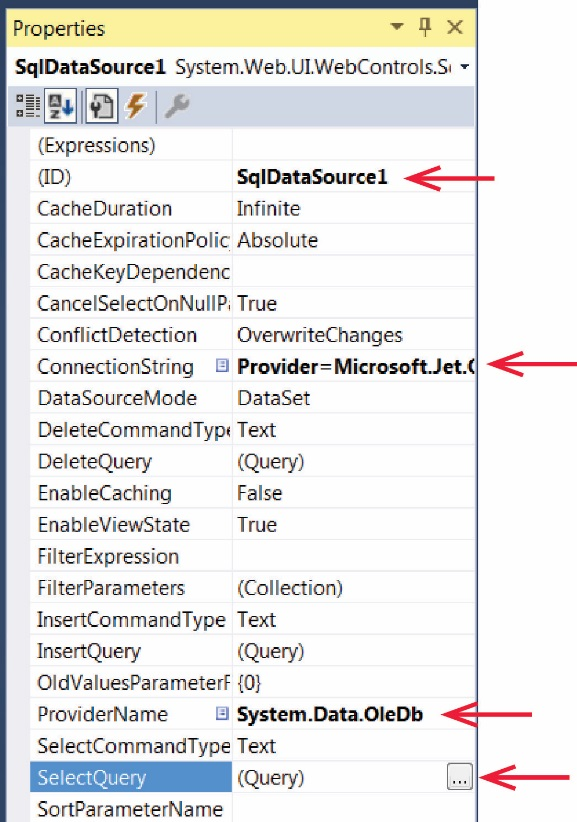 Properties
SqlDataSource1 System.Web.UI.WebControls.S
(Expressions)
(ID) SqlDataSource1
CacheDuration Infinite
CacheExpirationPolic Absolute
CacheKeyDependenc
CancelSelectOnNullPa True
ConflictDetection OverwriteChanges
ConnectionString Provider=Microsoft.Jet.O
DataSourceMode DataSet
DeleteCommandType Text
DeleteQuery (Query)
EnableCaching False
EnableViewState True
FilterExpression
FilterParameters (Collection)
InsertCommandType Text
InsertQuery (Query)
OldValuesParameterF {0}
ProviderName System.Data.OleDb
SelectCommandType Text
SelectQuery (Query) ...
SortParameterName